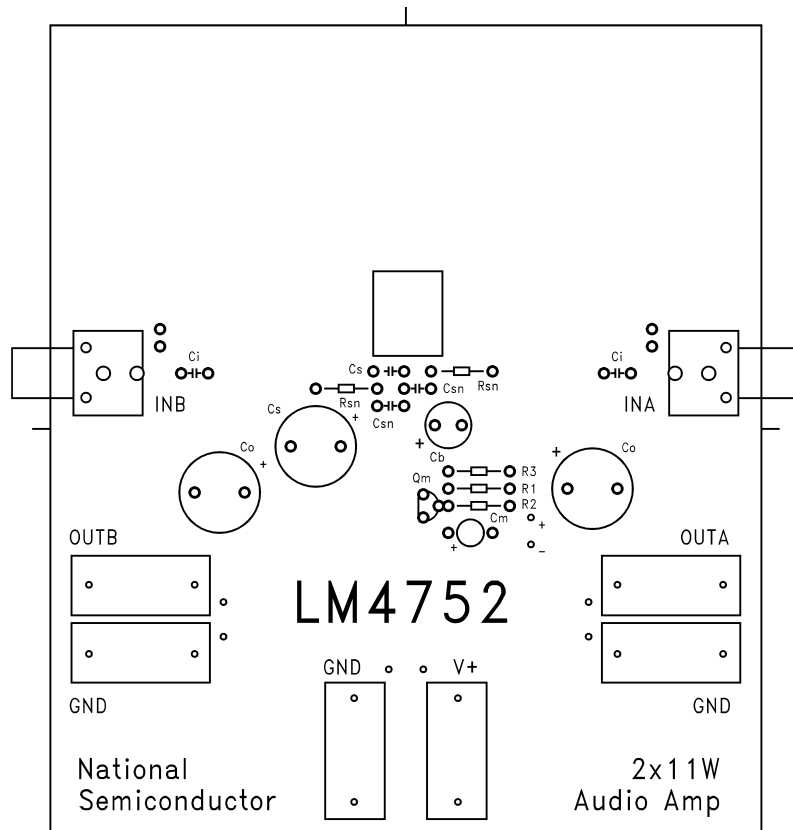 Ci
Cs
Ci
Rsn
Csn
Rsn
INB
INA
Cs
+
Csn
+
Cb
+
Co
+
Co
+
Qm
R3
R1
R2
Cm
+
+
-
OUTB
OUTA
LM4752
GND
V+
GND
GND
National
Semiconductor
2x11W
Audio Amp